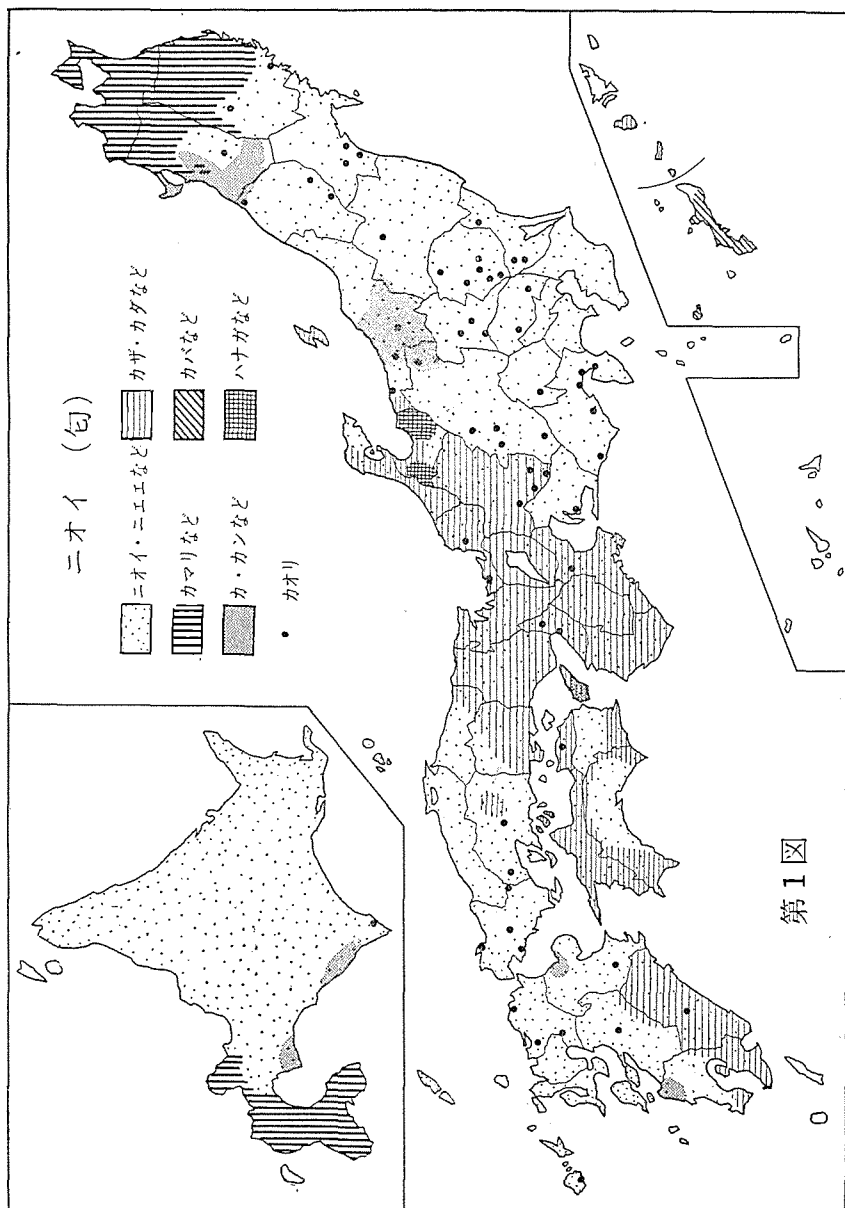 ニオイ (匂)
ニオイ・ニエエなど
カマリなど
カ・カンなど
カオリ
カザ・カダなど
カバなど
ハナガなど
第1図